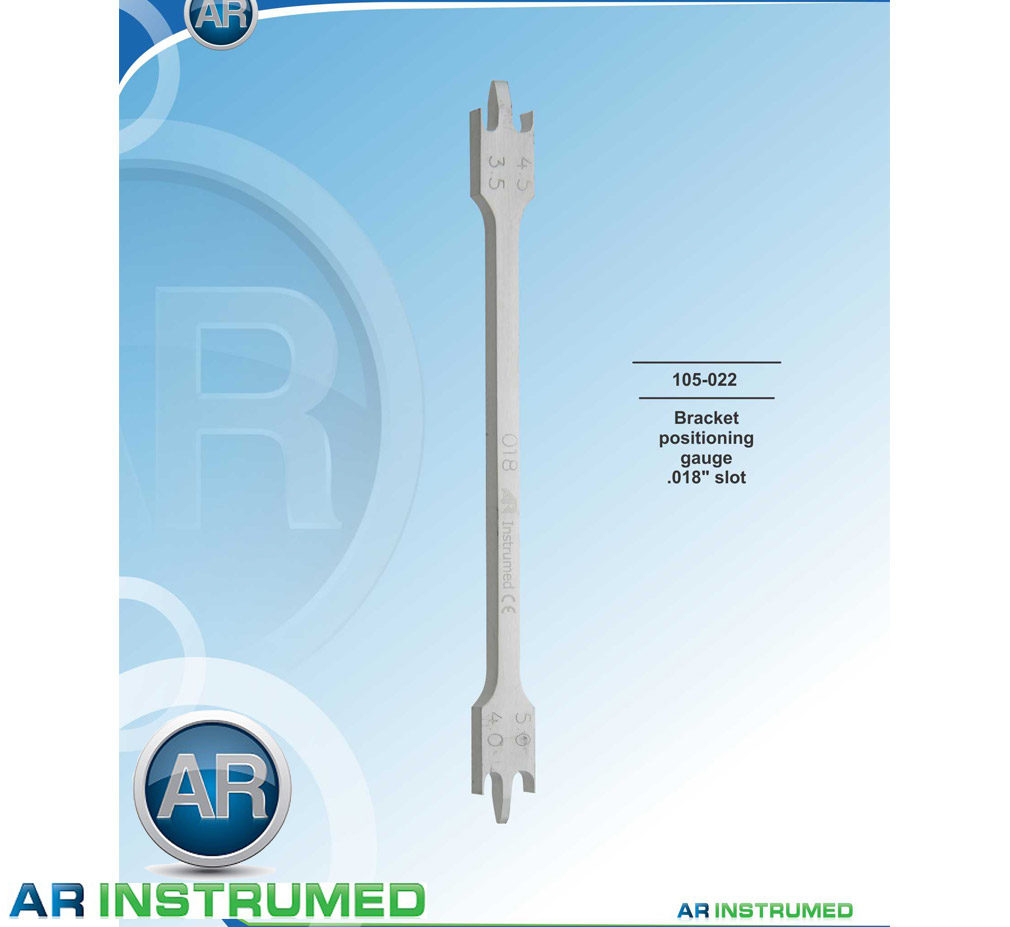 AR
3.5 4.5
AR
105-022
Bracket
positioning
gauge
.018" slot
018 AR Instrumed CE
4.0 5.0
AR
AR INSTRUMED
AR INSTRUMED